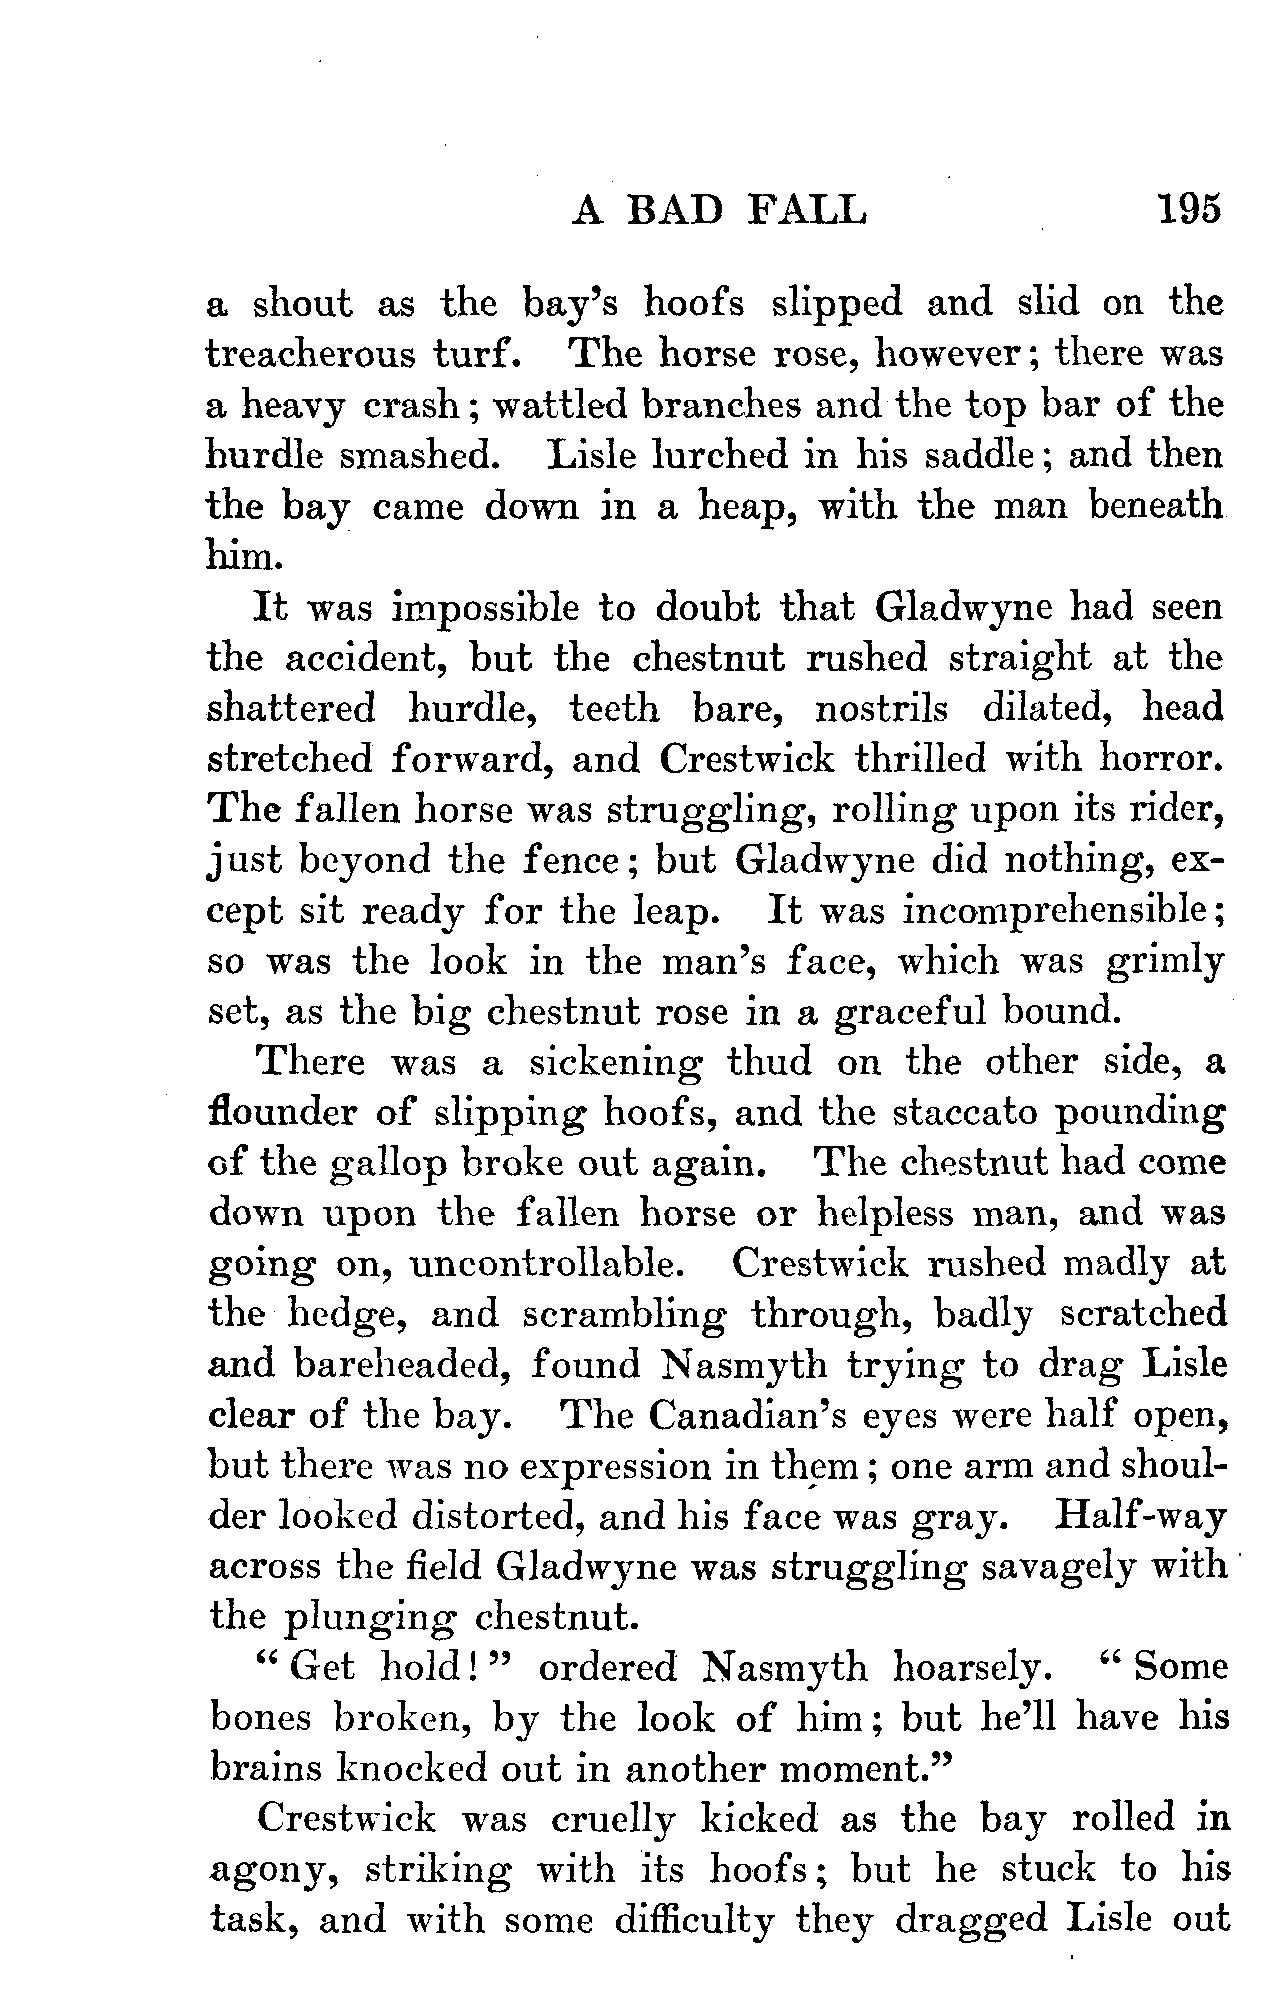 A BAD FALL 195
a shout as the bay's hoofs slipped and slid on the
treacherous turf. The horse rose, however; there was
a heavy crash; wattled branches and the top bar of the
hurdle smashed. Lisle lurched in his saddle; and then
the bay came down in a heap, with the man beneath
him.
It was impossible to doubt that Gladwyne had seen
the accident, but the chestnut rushed straight at the
shattered hurdle, teeth bare, nostrils dilated, head
stretched forward, and Crestwick thrilled with horror.
The fallen horse was struggling, rolling upon its rider,
just beyond the fence; but Gladwyne did nothing, ex-
cept sit ready for the leap. It was incomprehensible;
so was the look in the man's face, which was grimly
set, as the big chestnut rose in a graceful bound.
There was a sickening thud on the other side, a
flounder of slipping hoofs, and the staccato pounding
of the gallop broke out again. The chestnut had come
down upon the fallen horse or helpless man, and was
going on, uncontrollable. Crestwick rushed madly at
the hedge, and scrambling through, badly scratched
and bareheaded, found Nasmyth trying to drag Lisle
clear of the bay. The Canadian's eyes were half open,
but there was no expression in them; one arm and shoul-
der looked distorted, and his face was gray. Half-way
across the field Gladwyne was struggling savagely with
the plunging chestnut.
"Get hold!" ordered Nasmyth hoarsely. "Some
bones broken, by the look of him; but he'll have his
brains knocked out in another moment."
Crestwick was cruelly kicked as the bay rolled in
agony, striking with its hoofs; but he stuck to his
task, and with some difficulty they dragged Lisle out